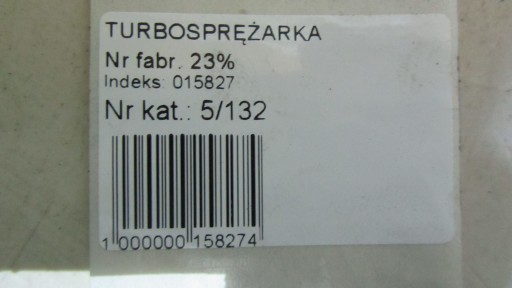 TURBOSPRĘŻARKA
Nr fabr. 23%
Indeks: 015827
Nr kat.: 5/132
1 000000 158274